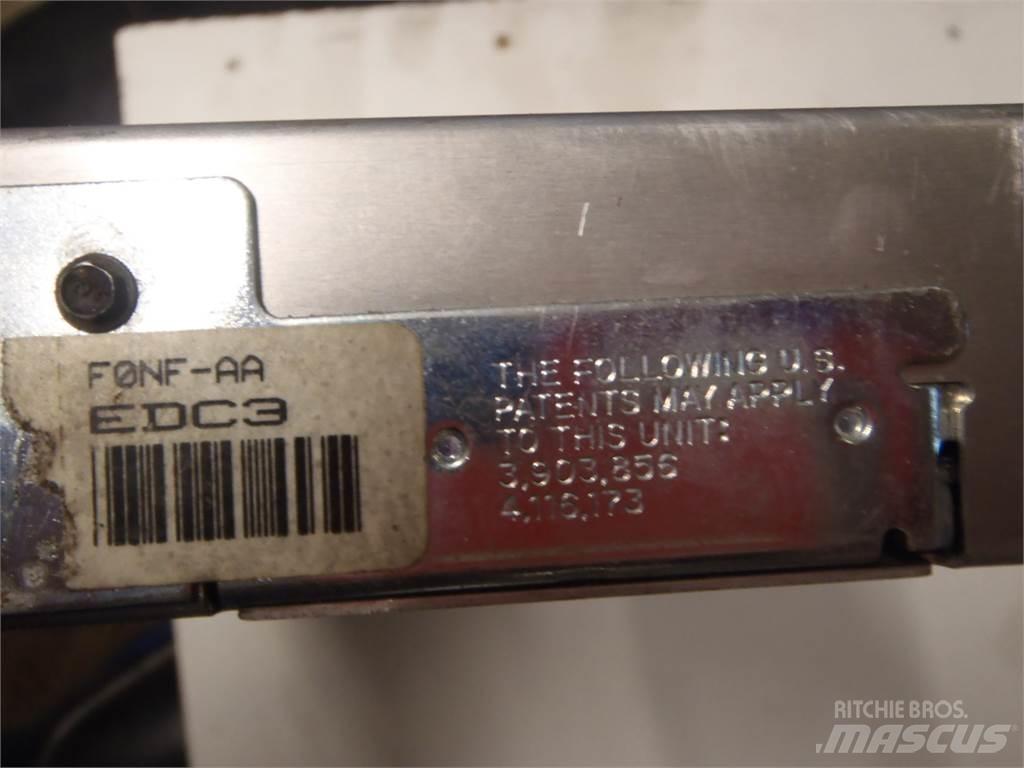 F0NF-AA
EDC3
THE FOLLOWING U.S.
PATENTS MAY APPLY
TO THIS UNIT:
3,903,856
4,116,173
RITCHIE BROS.
MASCUS